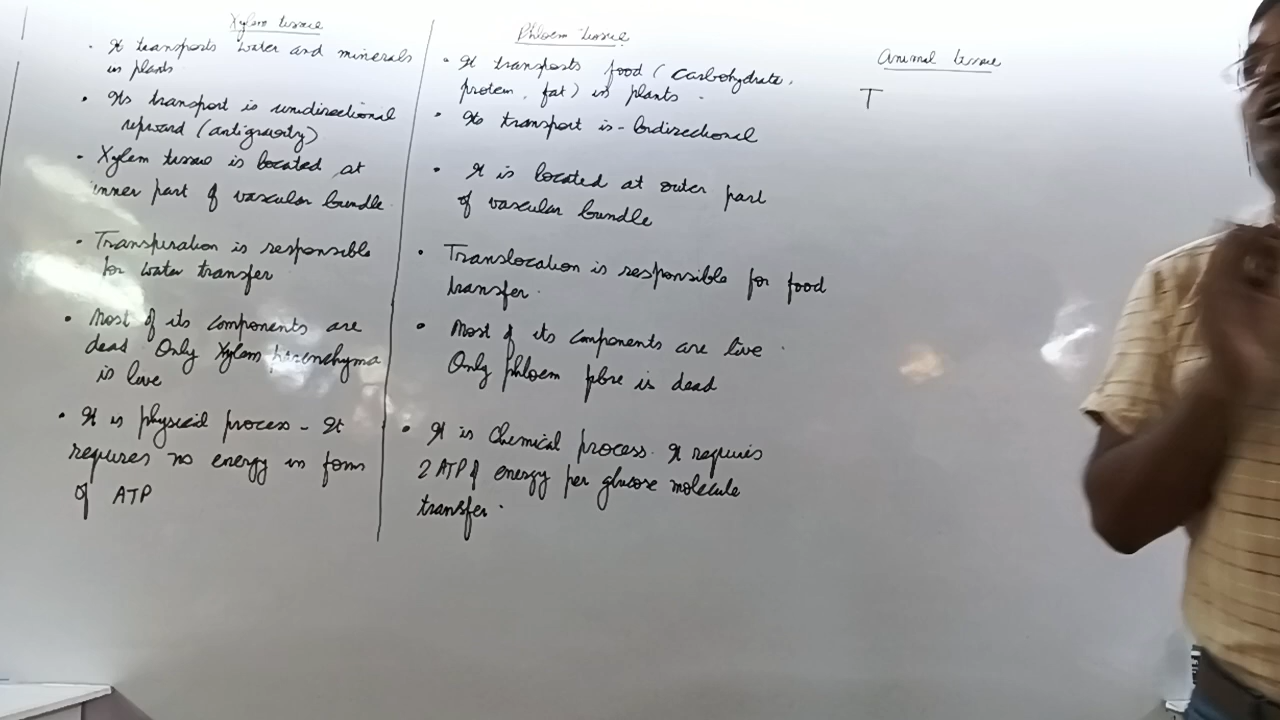 Xylem tissue
• It transports water and minerals
in plants
• Its transport is unidirectional
upward (antigravity)
• Xylem tissue is located at
inner part of vascular bundle
• Transpiration is responsible
for water transfer
• Most of its components are
dead Only Xylem parenchyma
is live
• It is physical process - It
requires no energy in form
of ATP
Phloem tissue
• It transports food (carbohydrate,
protein, fat) in plants.
• Its transport is - bidirectional
• It is located at outer part
of vascular bundle
• Translocation is responsible for food
transfer.
• Most of its components are live.
Only phloem fibre is dead
• It is Chemical process. It requires
2 ATP of energy per glucose molecule
transfer.
Animal tissue
T